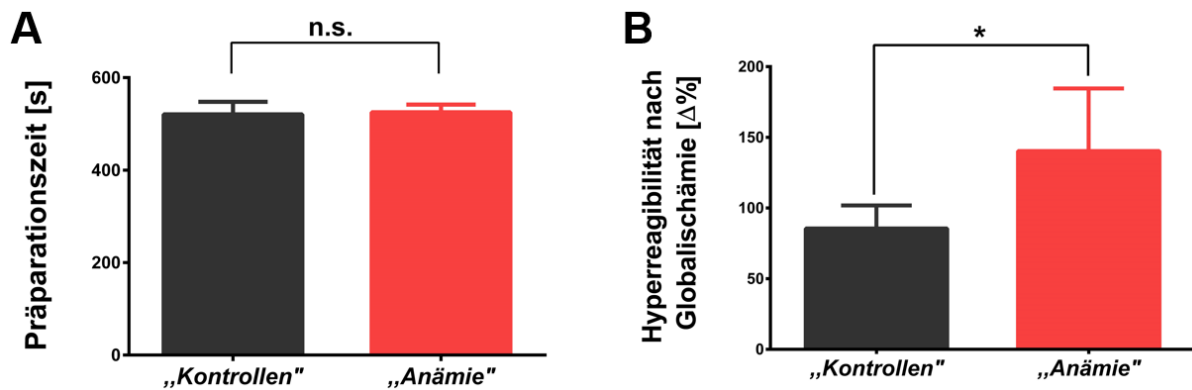 A
n.s.
Präparationszeit [s]
600
400
200
0
,,Kontrollen"
,,Anämie"
B
*
Hyperreagibilität nach
Globalischämie [Δ%]
200
150
100
50
0
,,Kontrollen"
,,Anämie"